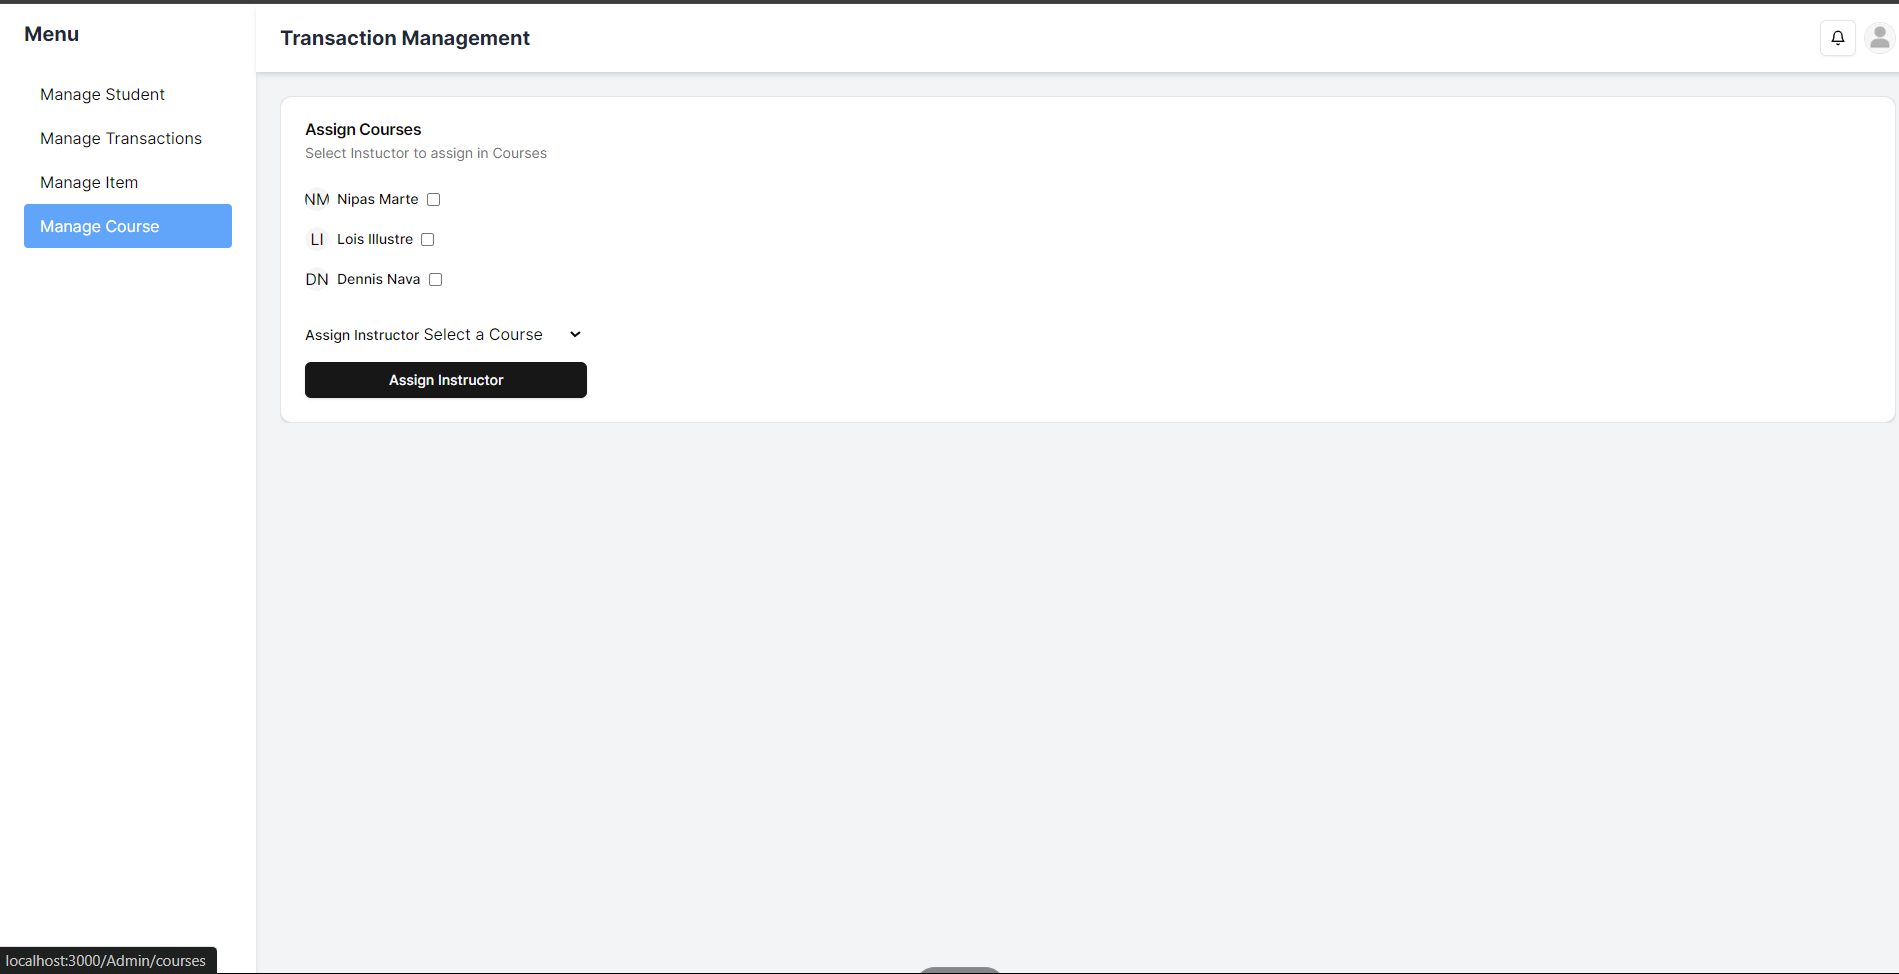 Menu
Manage Student
Manage Transactions
Manage Item
Manage Course
Transaction Management
Assign Courses
Select Instuctor to assign in Courses
NM Nipas Marte
LI Lois Illustre
DN Dennis Nava
Assign Instructor Select a Course
Assign Instructor
localhost:3000/Admin/courses